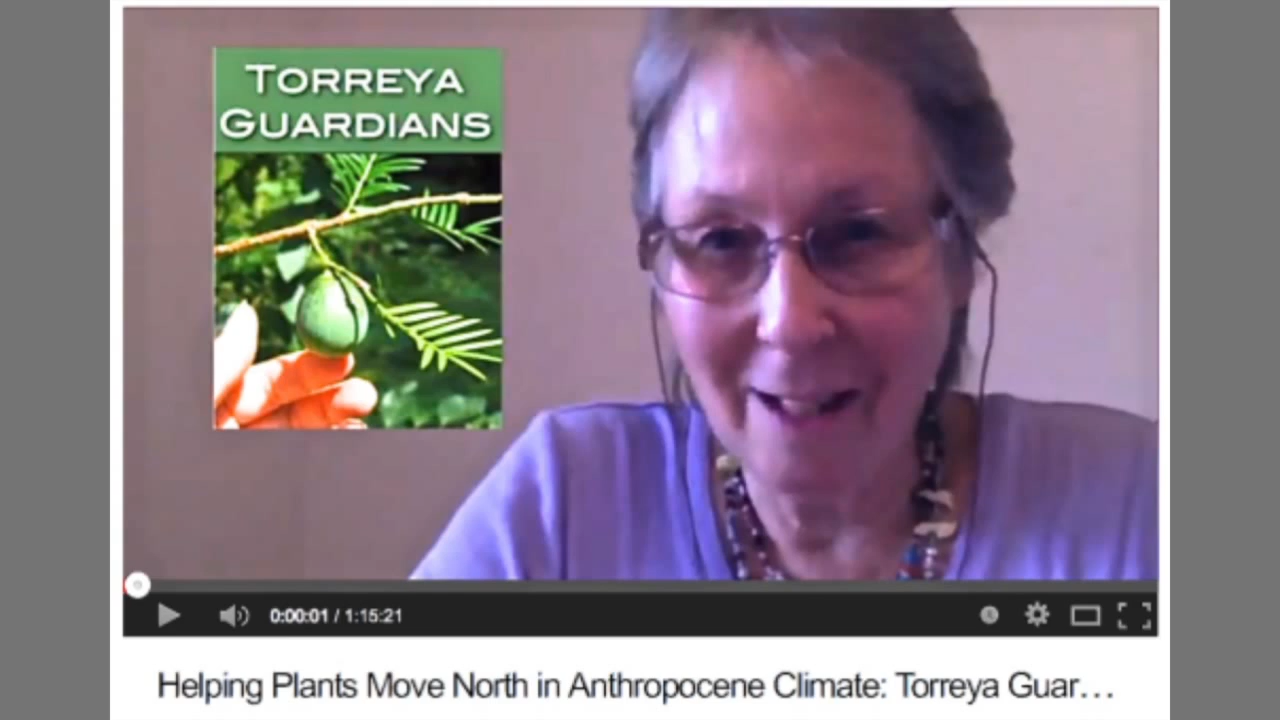 TORREYA
GUARDIANS
0:00:01 / 1:15:21
Helping Plants Move North in Anthropocene Climate: Torreya Guar...